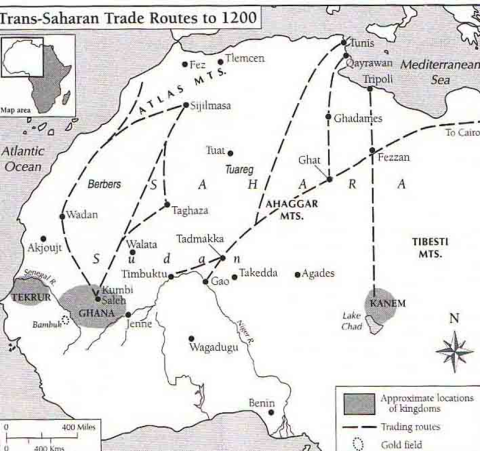 Trans-Saharan Trade Routes to 1200
Map area
Fez
Tlemcen
Tunis
Qayrawan
Tripoli
Mediterranean
Sea
ATLAS MTS.
Sijilmasa
Ghadames
To Cairo
Atlantic
Ocean
Tuat
Tuareg
Ghat
Fezzan
Berbers
S A H A R A
AHAGGAR
MTS.
Taghaza
Wadan
Akjoujt
Walata
Tadmakka
TIBESTI
MTS.
S u d a n
Timbuktu
Takedda
Agades
Gao
Senegal R.
TEKRUR
Kumbi
Saleh
GHANA
KANEM
Lake
Chad
Bambuk
Jenne
Niger R.
N
Wagadugu
Benin
Approximate locations
of kingdoms
Trading routes
Gold field
0 400 Miles
0 400 Kms